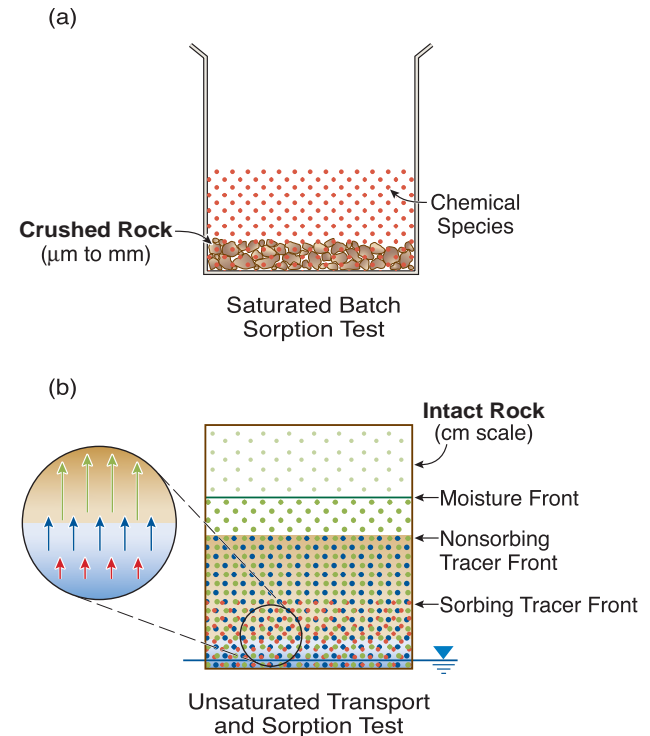 (a)
Chemical
Species
Crushed Rock
(μm to mm)
Saturated Batch
Sorption Test
(b)
Intact Rock
(cm scale)
Moisture Front
Nonsorbing
Tracer Front
Sorbing Tracer Front
Unsaturated Transport
and Sorption Test